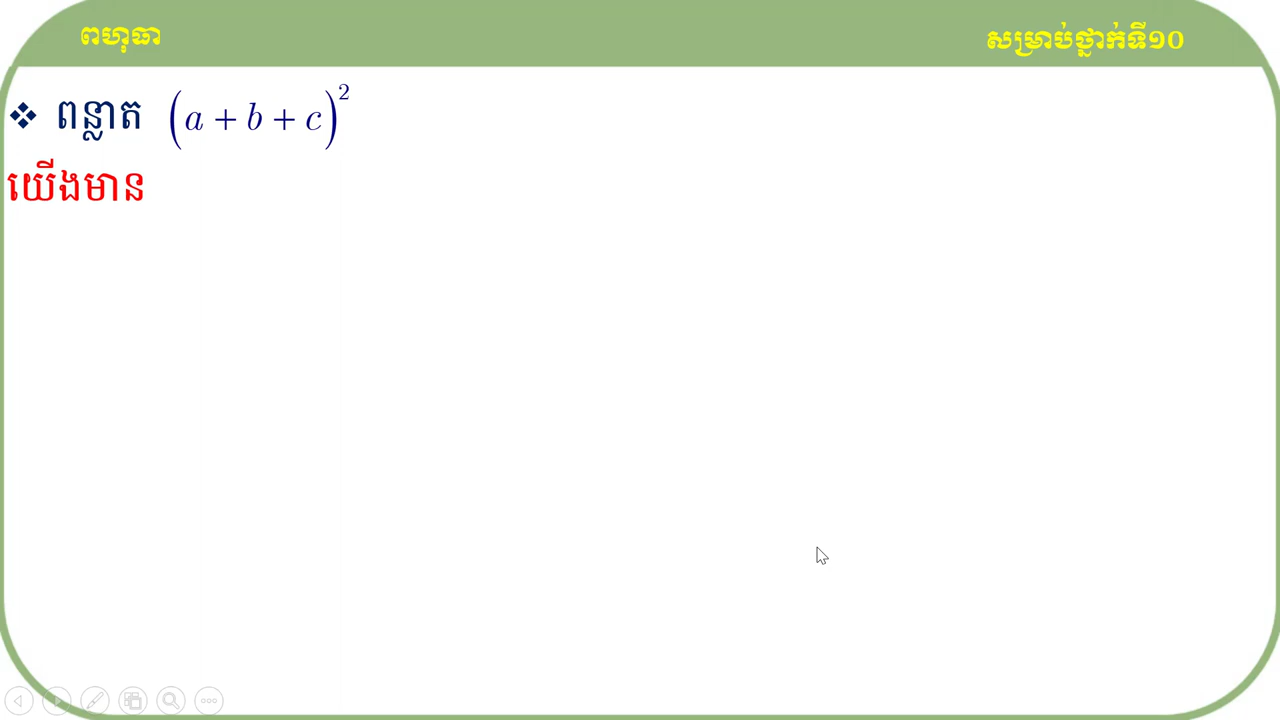 ពហុធា
សម្រាប់ថ្នាក់ទី១០
❖ ពន្លាត (a + b + c)²
យើងមាន